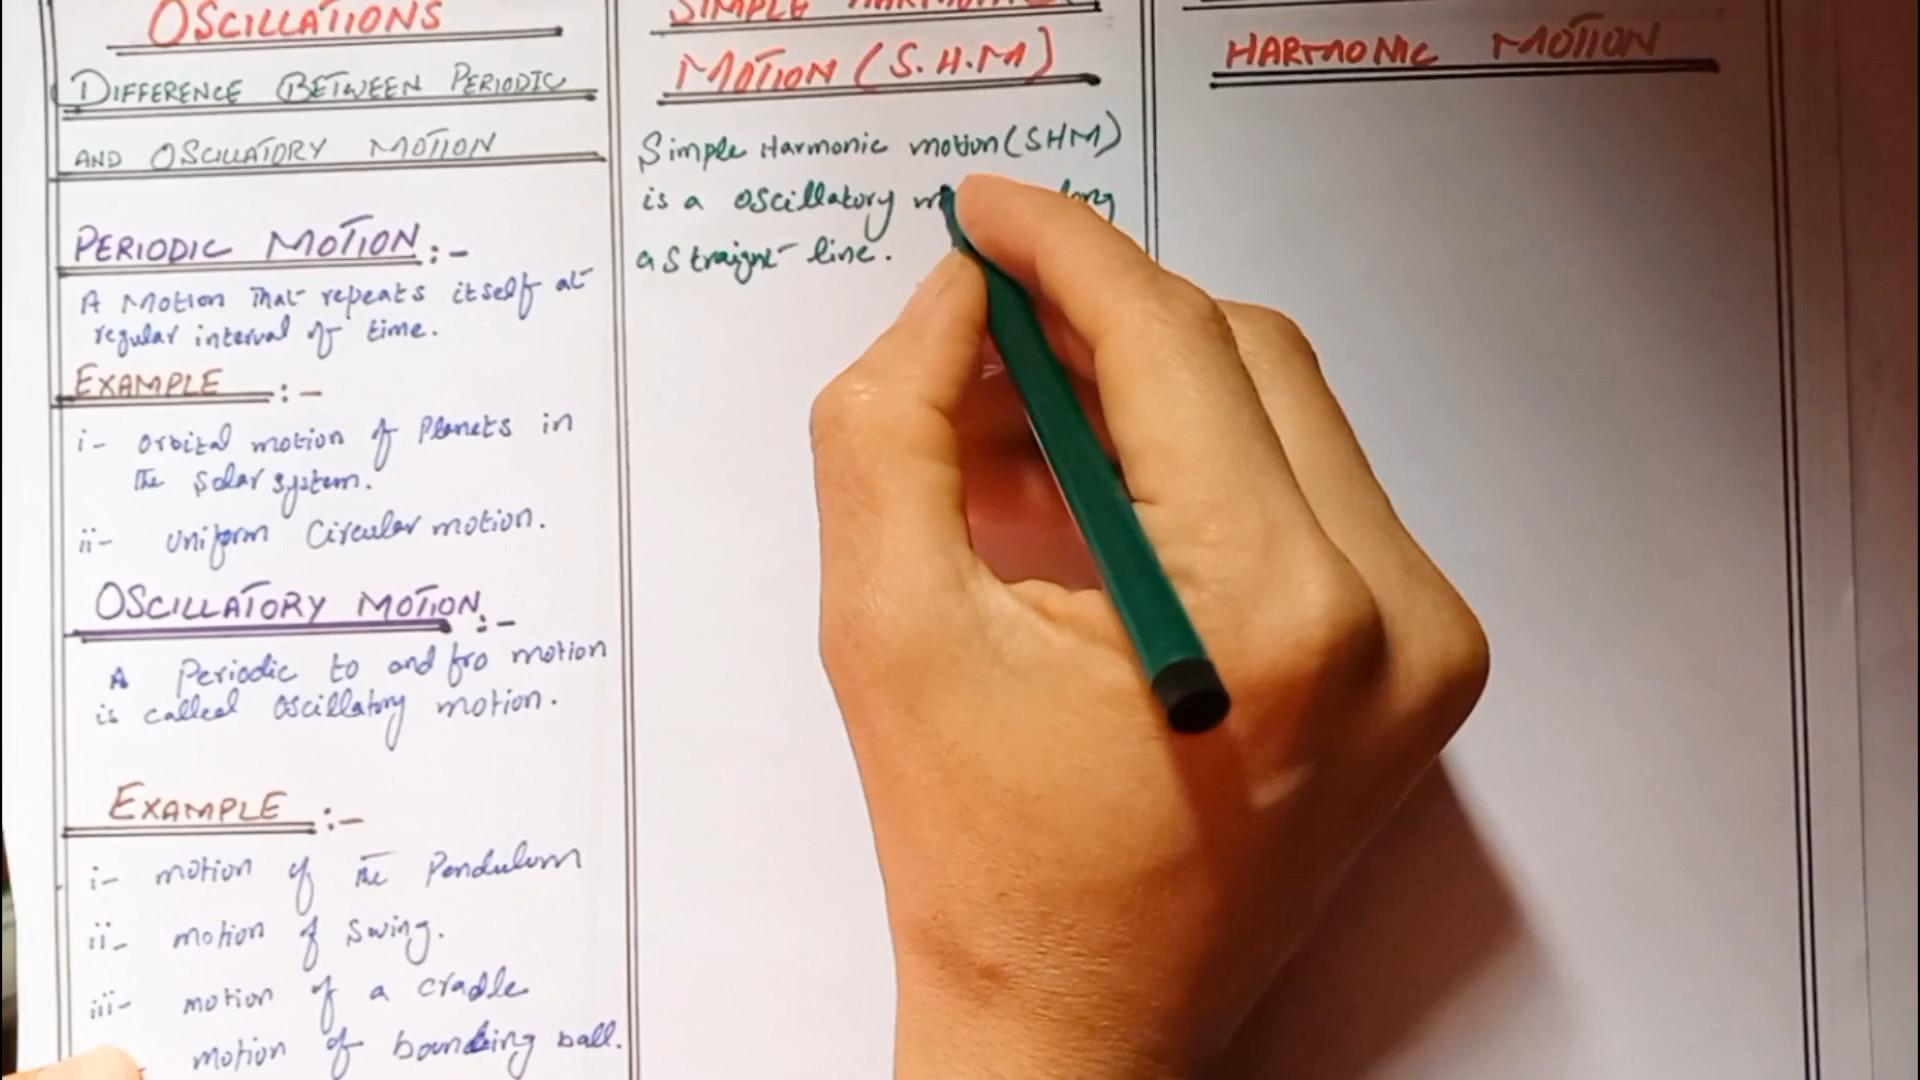 OSCILLATIONS
DIFFERENCE BETWEEN PERIODIC
AND OSCILLATORY MOTION
PERIODIC MOTION :-
A Motion That repeats itself at
regular interval of time.
EXAMPLE :-
i- orbital motion of Planets in
The Solar system.
ii- uniform Circular motion.
OSCILLATORY MOTION :-
A Periodic to and fro motion
is called oscillatory motion.
EXAMPLE :-
i- motion of The Pendulum
ii- motion of Swing.
iii- motion of a cradle
motion of bouncing ball.
SIMPLE HARMONIC
MOTION (S.H.M)
Simple Harmonic motion (SHM)
is a oscillatory
a straight line.
HARMONIC MOTION